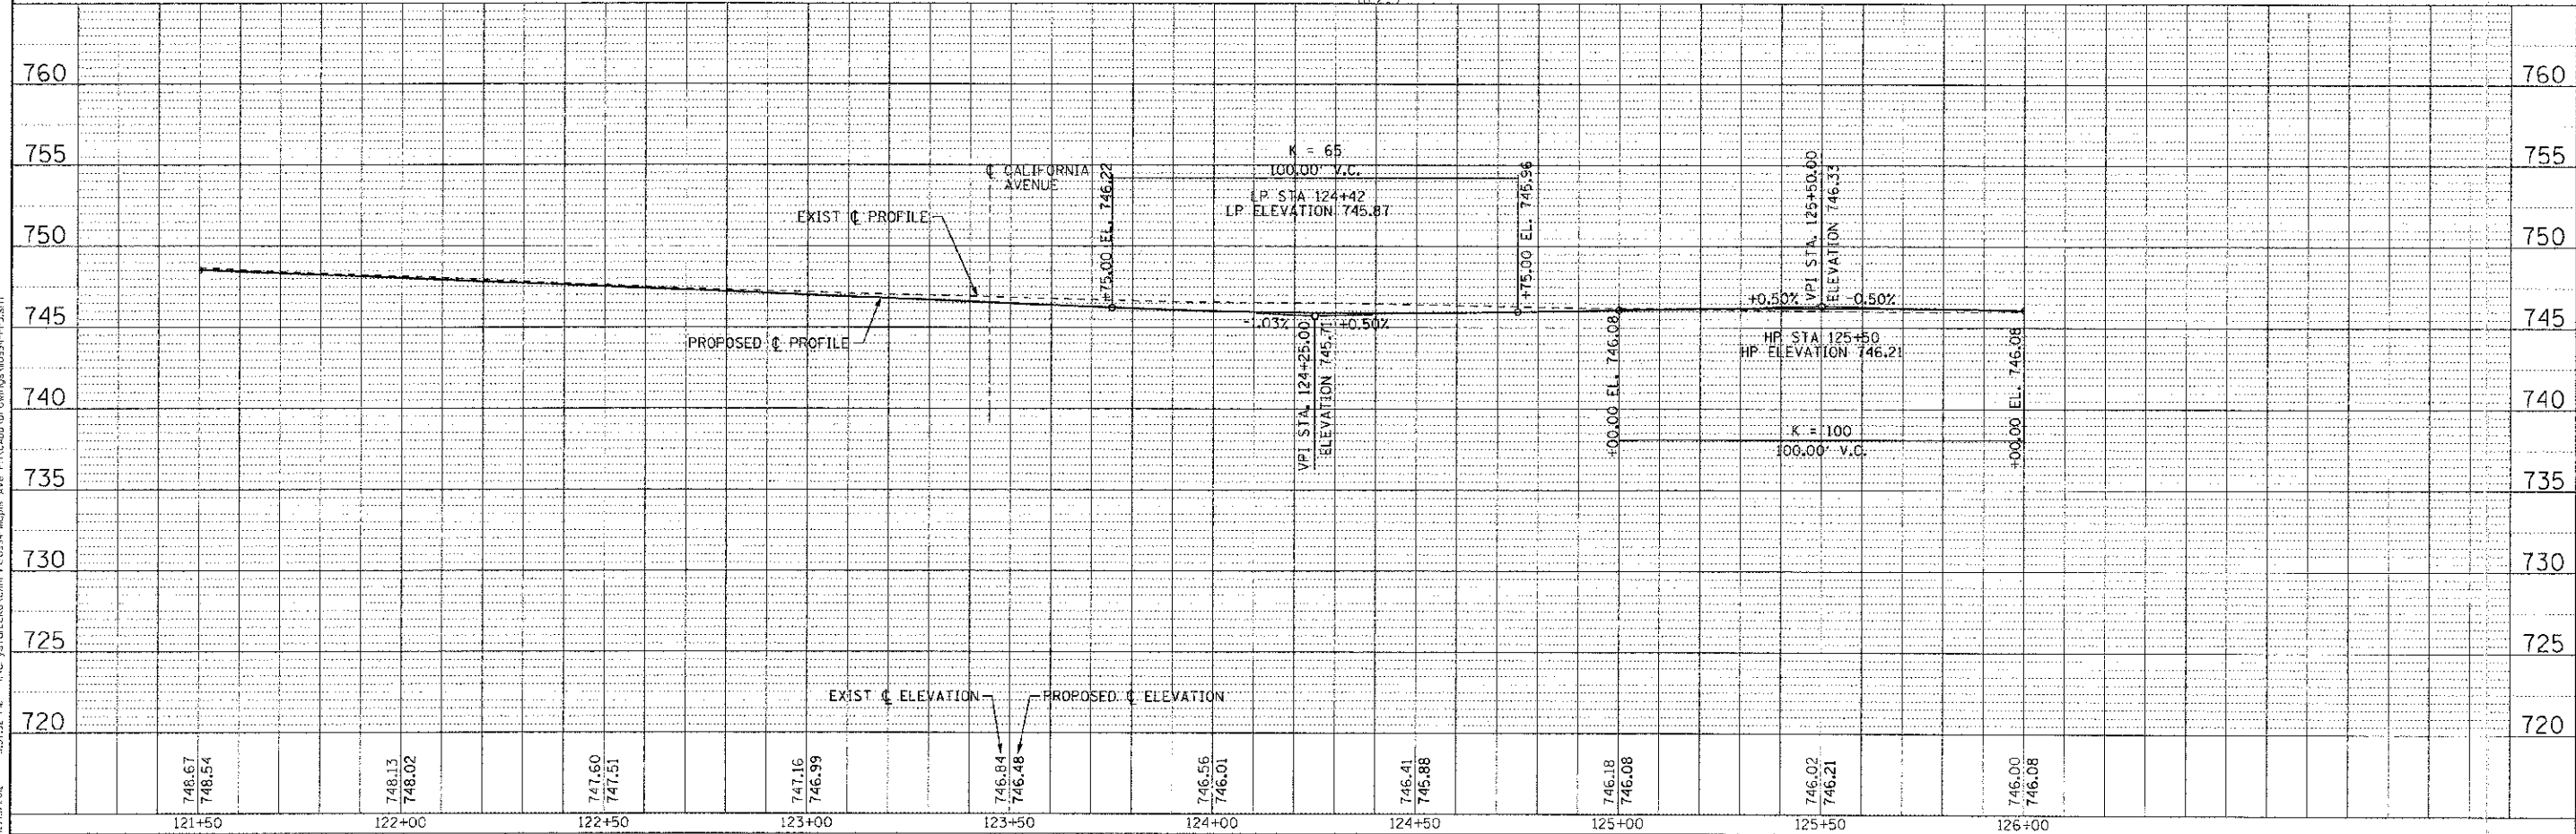 760
755
750
745
740
735
730
725
720
760
755
750
745
740
735
730
725
720
℄ CALIFORNIA
AVENUE
EXIST ℄ PROFILE
PROPOSED ℄ PROFILE
+75.00 EL. 746.22
K = 65
100.00' V.C.
LP STA 124+42
LP ELEVATION 745.87
+75.00 EL. 745.96
-1.03%
+0.50%
VPI STA. 124+25.00
ELEVATION 745.71
+00.00 EL. 746.08
+0.50%
-0.50%
VPI STA. 125+50.00
ELEVATION 746.33
HP STA 125+50
HP ELEVATION 746.21
K = 100
100.00' V.C.
+00.00 EL. 746.08
EXIST ℄ ELEVATION
PROPOSED ℄ ELEVATION
748.67
748.54
748.13
748.02
747.60
747.51
747.16
746.99
746.84
746.48
746.56
746.01
746.41
745.88
746.18
746.08
746.02
746.21
746.00
746.08
121+50
122+00
122+50
123+00
123+50
124+00
124+50
125+00
125+50
126+00